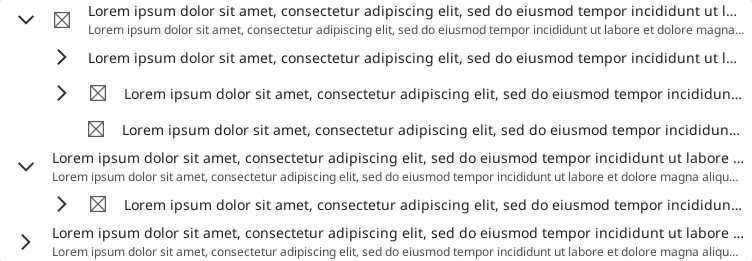 Lorem ipsum dolor sit amet, consectetur adipiscing elit, sed do eiusmod tempor incididunt ut l...
Lorem ipsum dolor sit amet, consectetur adipiscing elit, sed do eiusmod tempor incididunt ut labore et dolore magna...
Lorem ipsum dolor sit amet, consectetur adipiscing elit, sed do eiusmod tempor incididunt ut l...
Lorem ipsum dolor sit amet, consectetur adipiscing elit, sed do eiusmod tempor incididun...
Lorem ipsum dolor sit amet, consectetur adipiscing elit, sed do eiusmod tempor incididun...
Lorem ipsum dolor sit amet, consectetur adipiscing elit, sed do eiusmod tempor incididunt ut labore ...
Lorem ipsum dolor sit amet, consectetur adipiscing elit, sed do eiusmod tempor incididunt ut labore et dolore magna aliqu...
Lorem ipsum dolor sit amet, consectetur adipiscing elit, sed do eiusmod tempor incididun...
Lorem ipsum dolor sit amet, consectetur adipiscing elit, sed do eiusmod tempor incididunt ut labore ...
Lorem ipsum dolor sit amet, consectetur adipiscing elit, sed do eiusmod tempor incididunt ut labore et dolore magna aliqu...